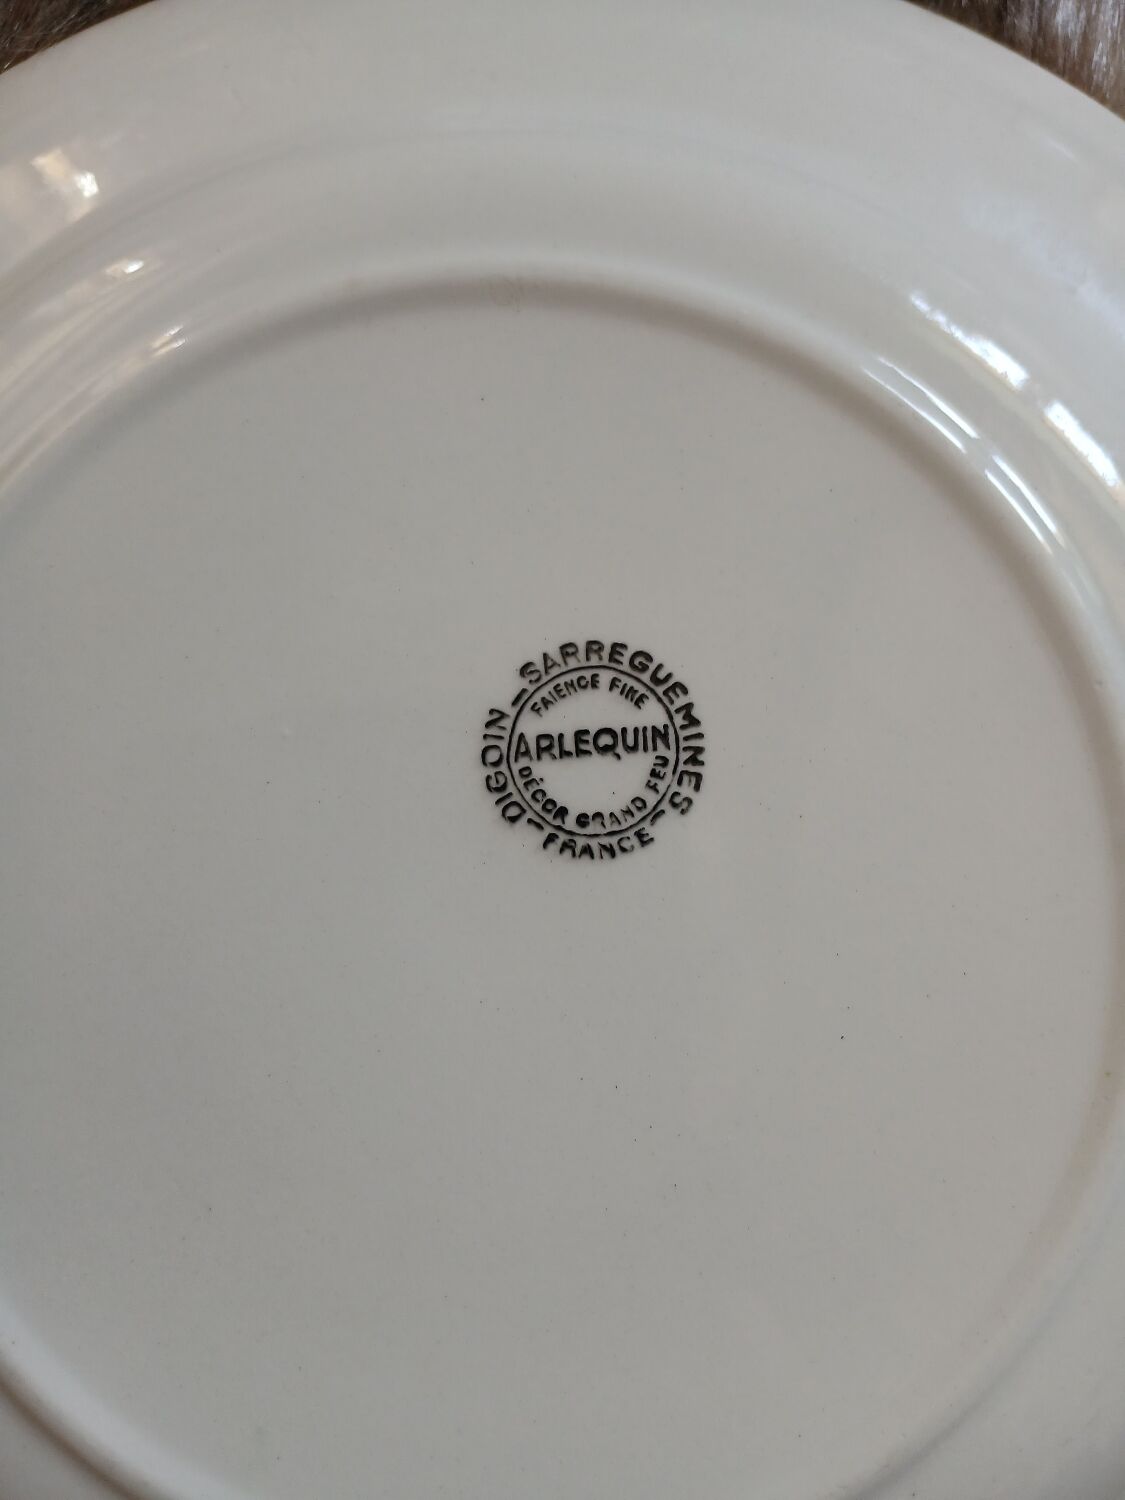 DIGOIN - SARREGUEMINES - FRANCE -
FAIENCE FINE
ARLEQUIN
DÉCOR GRAND FEU